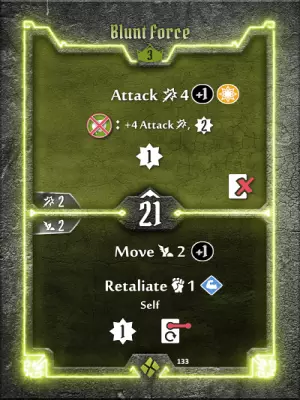 Blunt Force
3
Attack 4 +1
: +4 Attack , 2
1
2
21
2
Move 2 +1
Retaliate 1
Self
1
133